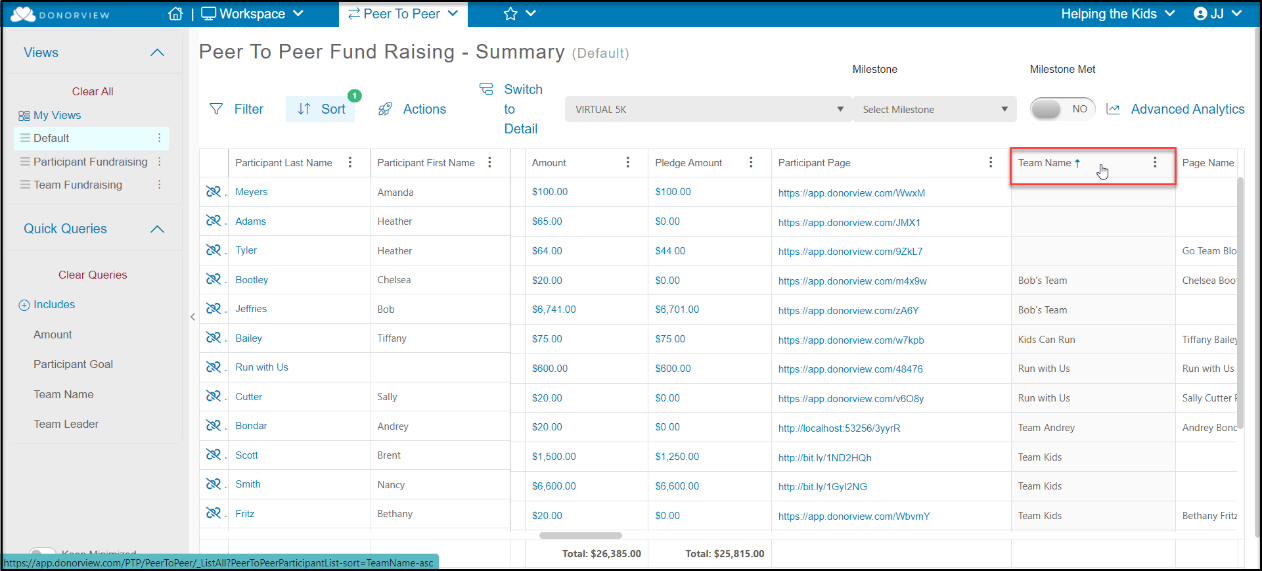 DONORVIEW | Workspace Peer To Peer Helping the Kids JJ
Views
Clear All
My Views
Default
Participant Fundraising
Team Fundraising
Quick Queries
Clear Queries
Includes
Amount
Participant Goal
Team Name
Team Leader
Peer To Peer Fund Raising - Summary (Default)
Milestone Milestone Met
Filter Sort 1 Actions Switch to Detail VIRTUAL 5K Select Milestone NO Advanced Analytics
Participant Last Name Participant First Name Amount Pledge Amount Participant Page Team Name Page Name
Meyers Amanda $100.00 $100.00 https://app.donorview.com/WwxM
Adams Heather $65.00 $0.00 https://app.donorview.com/JMX1
Tyler Heather $64.00 $44.00 https://app.donorview.com/9ZkL7 Go Team Blo
Bootley Chelsea $20.00 $0.00 https://app.donorview.com/m4x9w Bob's Team Chelsea Boot
Jeffries Bob $6,741.00 $6,701.00 https://app.donorview.com/zA6Y Bob's Team
Bailey Tiffany $75.00 $75.00 https://app.donorview.com/w7kpb Kids Can Run Tiffany Bailey
Run with Us $600.00 $600.00 https://app.donorview.com/48476 Run with Us Run with Us
Cutter Sally $20.00 $0.00 https://app.donorview.com/v6O8y Run with Us Sally Cutter
Bondar Andrey $20.00 $0.00 http://localhost:53256/3yyrR Team Andrey Andrey Bond
Scott Brent $1,500.00 $1,250.00 http://bit.ly/1ND2HQh Team Kids
Smith Nancy $6,600.00 $6,600.00 http://bit.ly/1GyI2NG Team Kids
Fritz Bethany $20.00 $0.00 https://app.donorview.com/WbvmY Team Kids Bethany Fritz
Total: $26,385.00 Total: $25,815.00
Keep Minimized
https://app.donorview.com/PTP/PeerToPeer/_ListAll?PeerToPeerParticipantList-sort=TeamName-asc